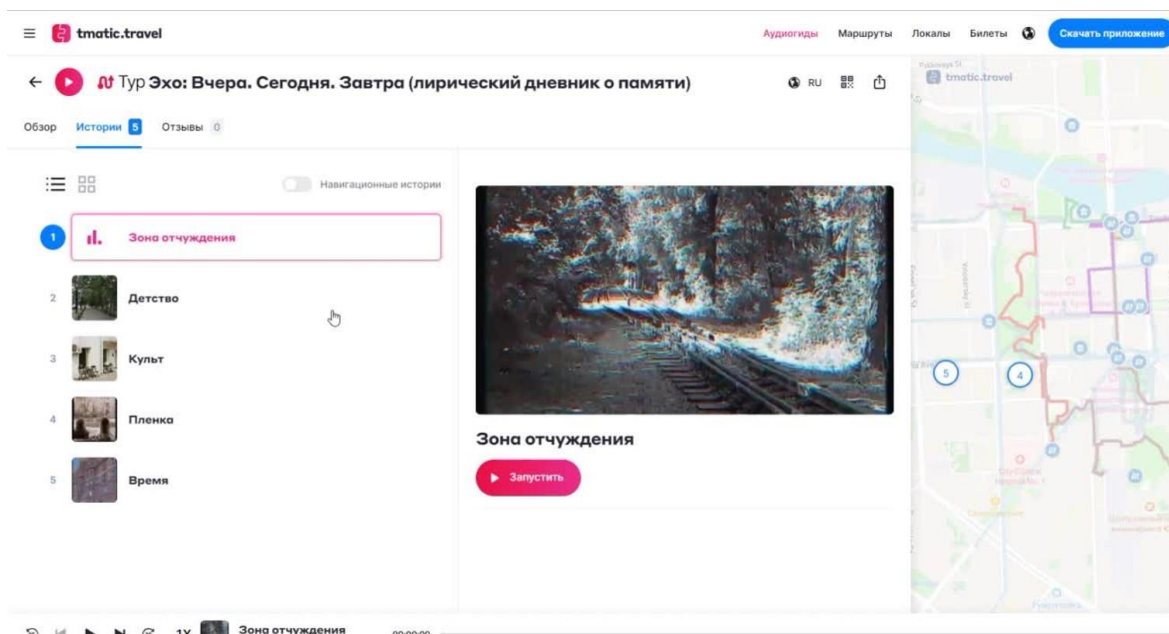 tmatic.travel
Аудиогиды Маршруты Локалы Билеты Скачать приложение
Тур Эхо: Вчера. Сегодня. Завтра (лирический дневник о памяти)
RU
tmatic.travel
Обзор Истории 5 Отзывы 0
Навигационные истории
1 Зона отчуждения
2 Детство
3 Культ
4 Пленка
5 Время
Зона отчуждения
Запустить
5
4
1X Зона отчуждения 00:00:00